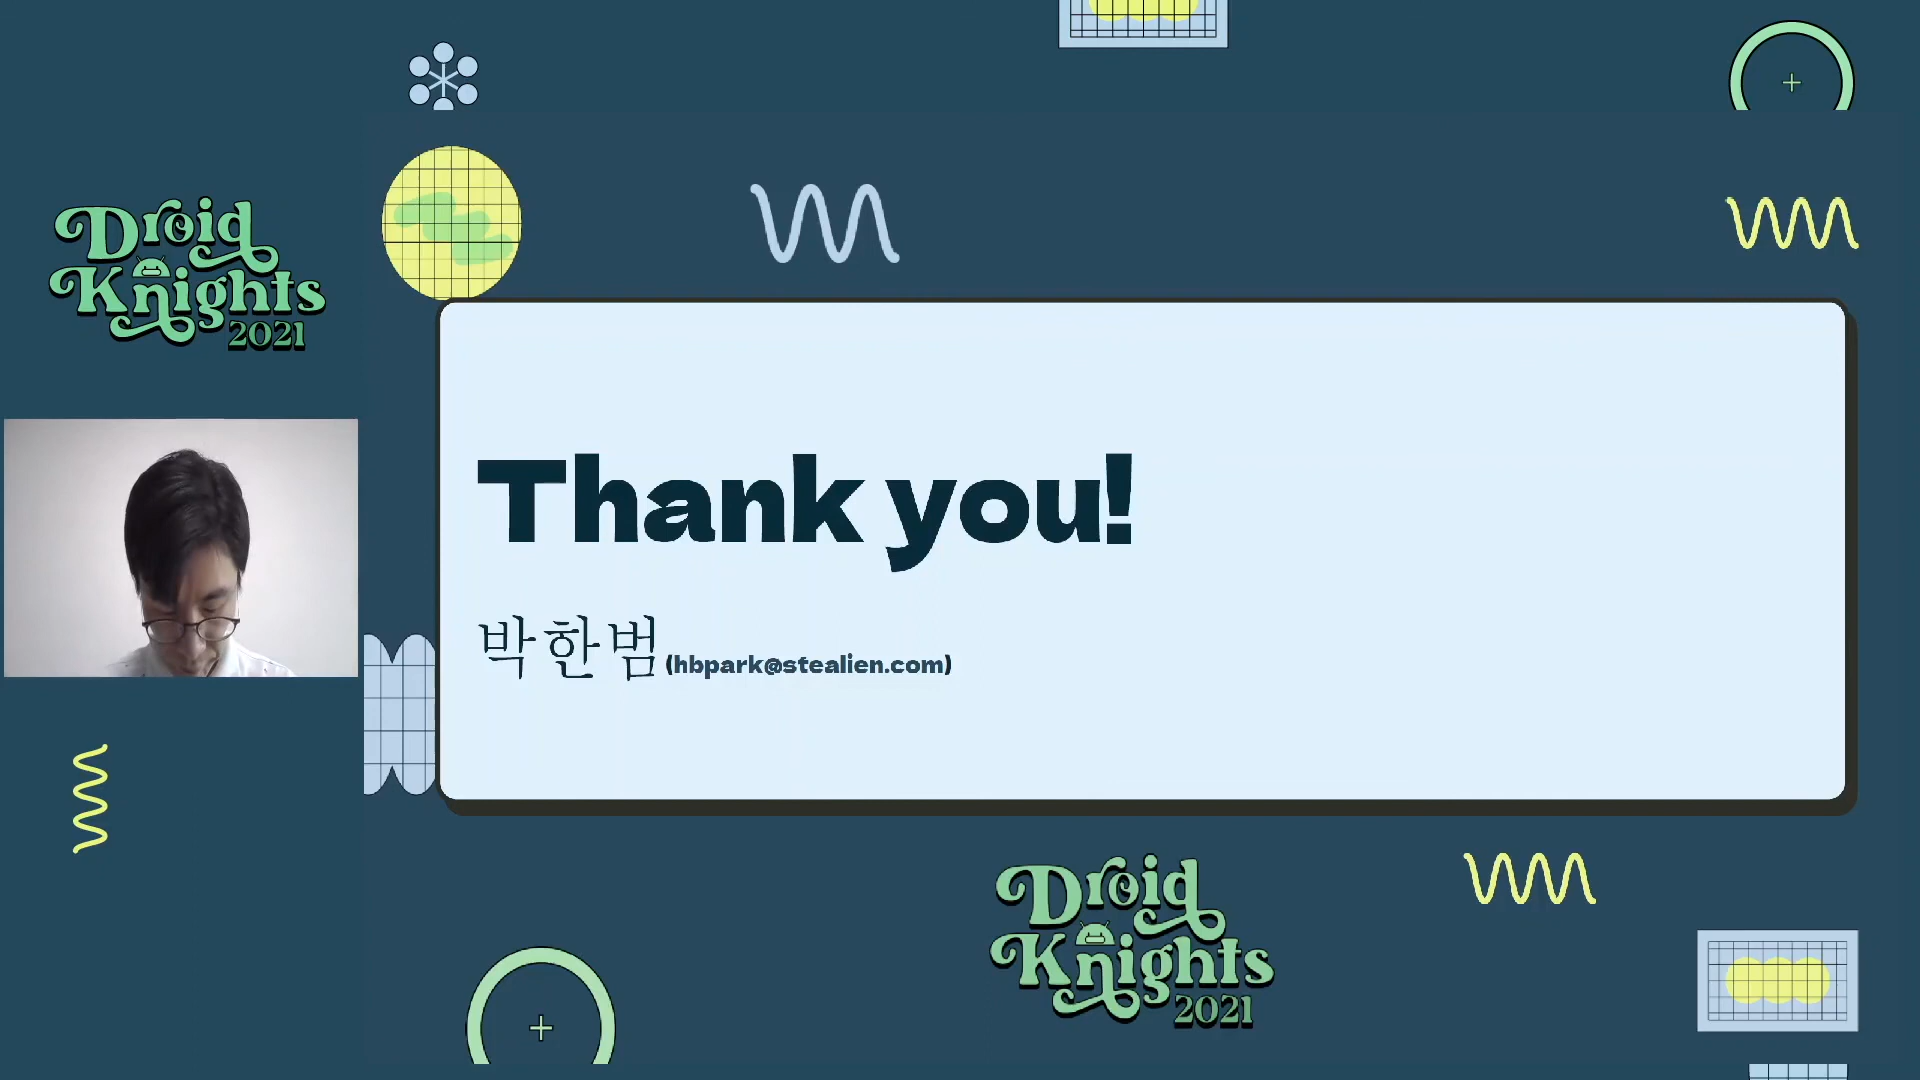 Droid
Knights
2021
Thank you!
박한범 (hbpark@stealien.com)
Droid
Knights
2021